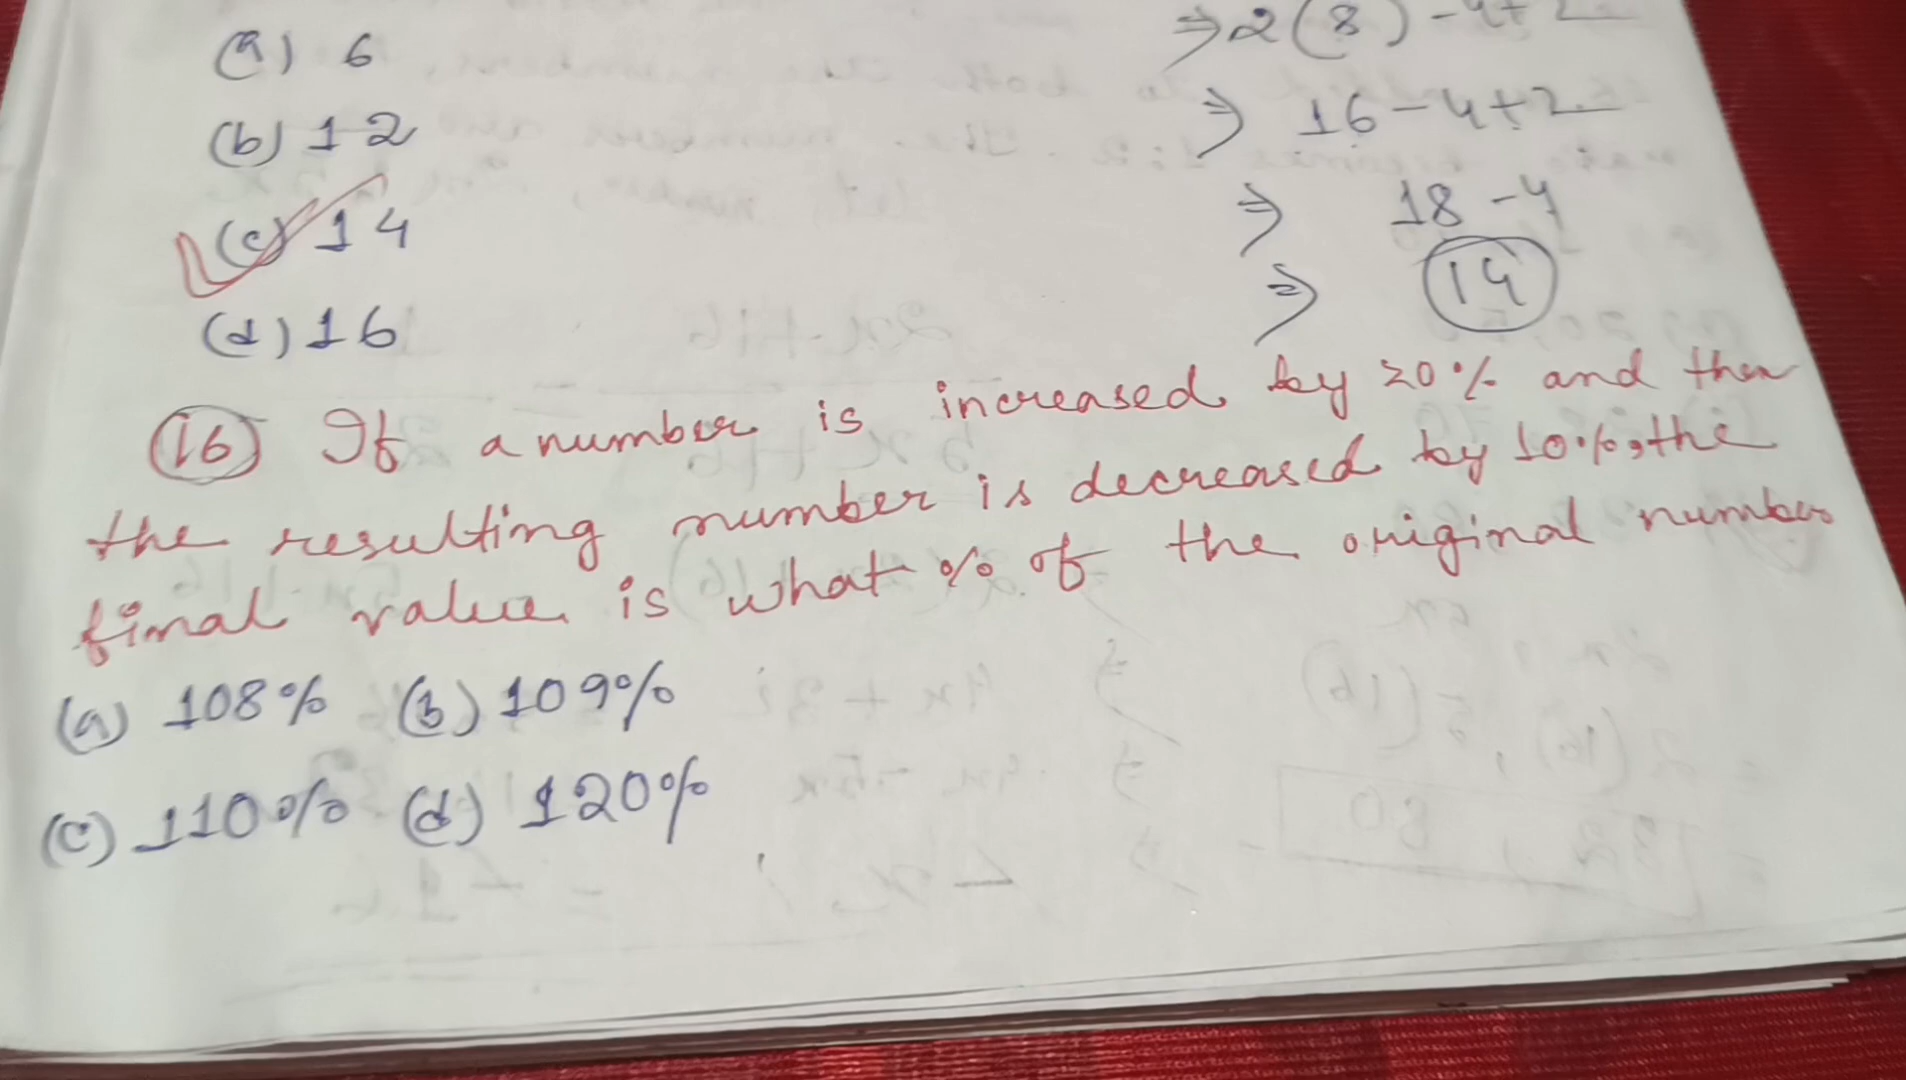 (a) 6
⇒ 2(8) - 4 + 2
(b) 12
⇒ 16 - 4 + 2
(c) 14
⇒ 18 - 4
(d) 16
⇒ 14
(16) If a number is increased by 20% and then
the resulting number is decreased by 10%, the
final value is what % of the original number
(a) 108% (b) 109%
(c) 110% (d) 120%